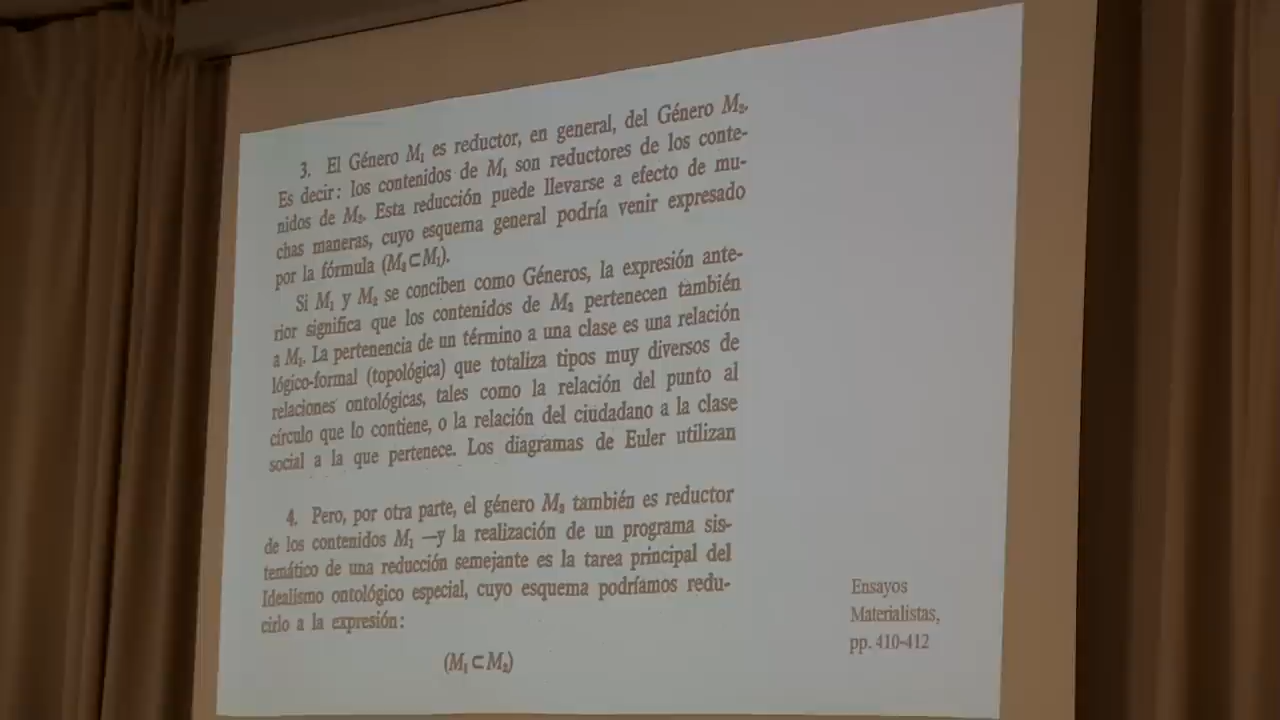 3. El Género M₁ es reductor, en general, del Género M₂.
Es decir: los contenidos de M₁ son reductores de los conte-
nidos de M₂. Esta reducción puede llevarse a efecto de mu-
chas maneras, cuyo esquema general podría venir expresado
por la fórmula (M₂ ⊂ M₁).
Si M₁ y M₂ se conciben como Géneros, la expresión ante-
rior significa que los contenidos de M₂ pertenecen también
a M₁. La pertenencia de un término a una clase es una relación
lógico-formal (topológica) que totaliza tipos muy diversos de
relaciones ontológicas, tales como la relación del punto al
círculo que lo contiene, o la relación del ciudadano a la clase
social a la que pertenece. Los diagramas de Euler utilizan
4. Pero, por otra parte, el género M₂ también es reductor
de los contenidos M₁ —y la realización de un programa sis-
temático de una reducción semejante es la tarea principal del
Idealismo ontológico especial, cuyo esquema podríamos redu-
cirlo a la expresión:
(M₁ ⊂ M₂)
Ensayos
Materialistas,
pp. 410-412